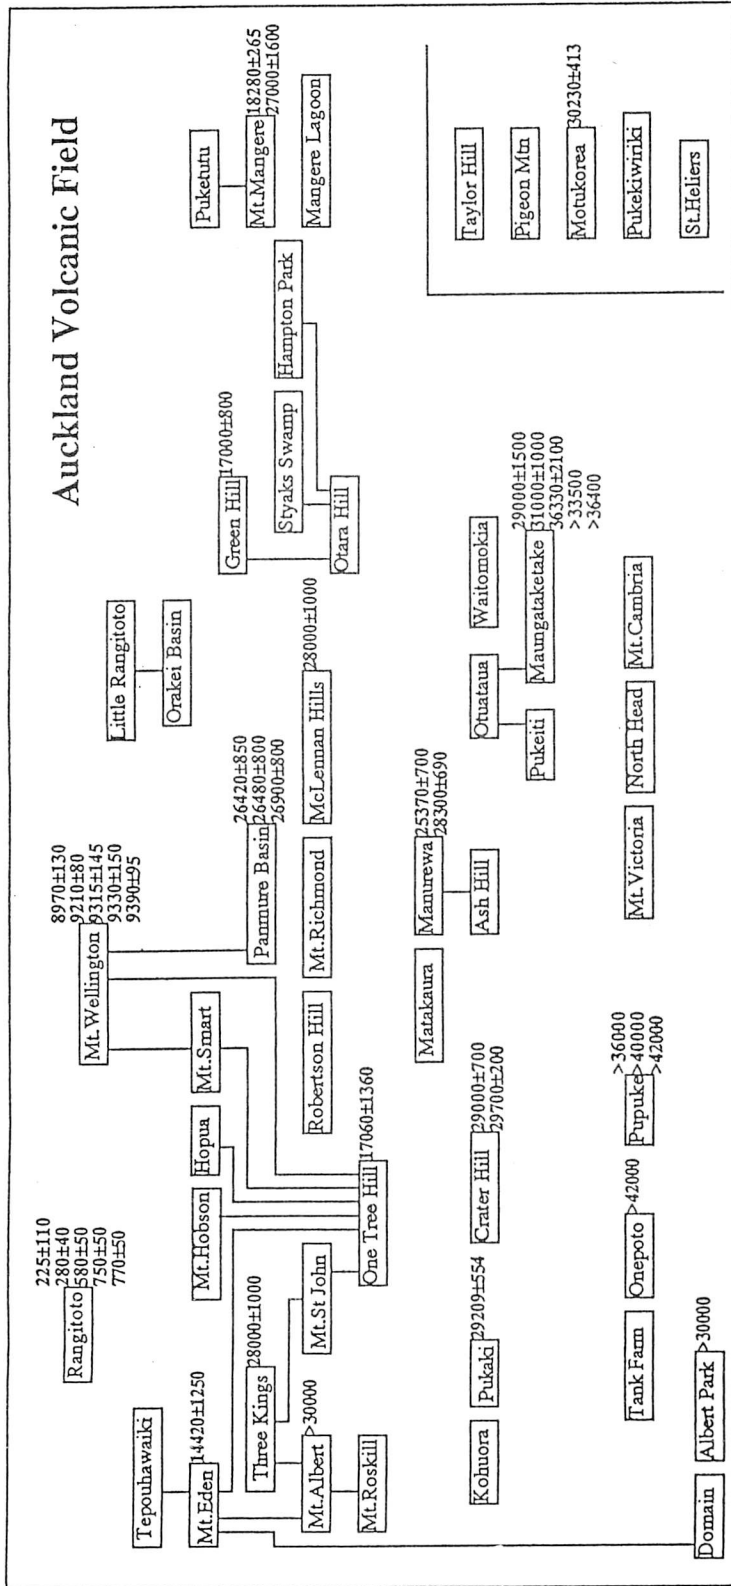 Auckland Volcanic Field
Rangitoto
225±110
280±40
580±50
750±50
770±50
Tepouhawaiki
Mt.Eden
14420±1250
Three Kings
28000±1000
Mt.Albert
>30000
Mt.Roskill
Mt.St John
Mt.Hobson
Hopua
Mt.Smart
One Tree Hill
17060±1360
Mt.Wellington
8970±130
9210±80
9315±145
9330±150
9390±95
Panmure Basin
26420±850
26480±800
26900±800
Robertson Hill
Mt.Richmond
McLennan Hills
28000±1000
Little Rangitoto
Orakei Basin
Green Hill
17000±800
Styaks Swamp
Hampton Park
Otara Hill
Puketutu
Mt.Mangere
18280±265
27000±1600
Mangere Lagoon
Kohuora
Pukaki
29209±554
Crater Hill
29000±700
29700±200
Matakaura
Manurewa
25370±700
28300±690
Ash Hill
Otuataua
Waitomokia
Pukeiti
Maungataketake
29000±1500
31000±1000
36330±2100
>33500
>36400
Domain
Albert Park
>30000
Tank Farm
Onepoto
>42000
Pupuke
>36000
>40000
>42000
Mt.Victoria
North Head
Mt.Cambria
Taylor Hill
Pigeon Mtn
Motukorea
30230±413
Pukekiwiriki
St.Heliers